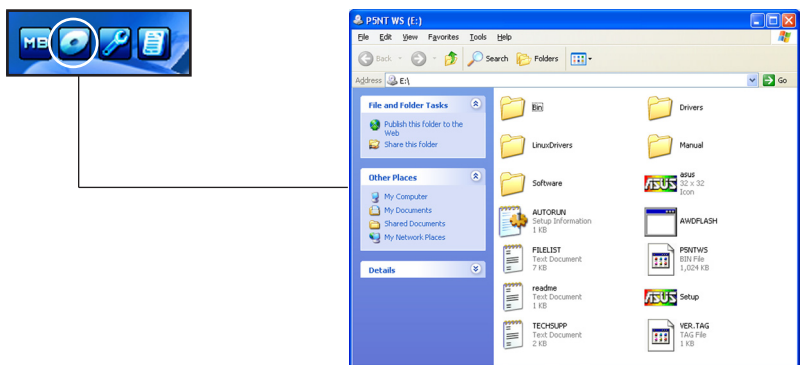 MB
P5NT WS (E:)
File Edit View Favorites Tools Help
Back Search Folders
Address E:\ Go
File and Folder Tasks
Publish this folder to the
Web
Share this folder
Other Places
My Computer
My Documents
Shared Documents
My Network Places
Details
Bin
Drivers
LinuxDrivers
Manual
Software
ASUS
asus
32 x 32
Icon
AUTORUN
Setup Information
1 KB
AWDFLASH
FILELIST
Text Document
7 KB
P5NTWS
BIN File
1,024 KB
readme
Text Document
1 KB
ASUS
Setup
TECHSUPP
Text Document
2 KB
VER.TAG
TAG File
1 KB